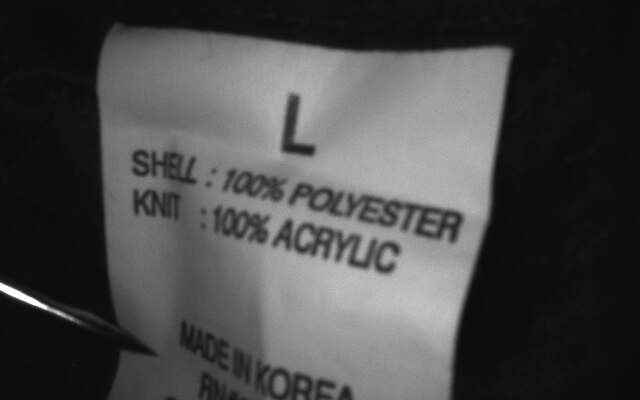 L
SHELL : 100% POLYESTER
KNIT : 100% ACRYLIC
MADE IN KOREA